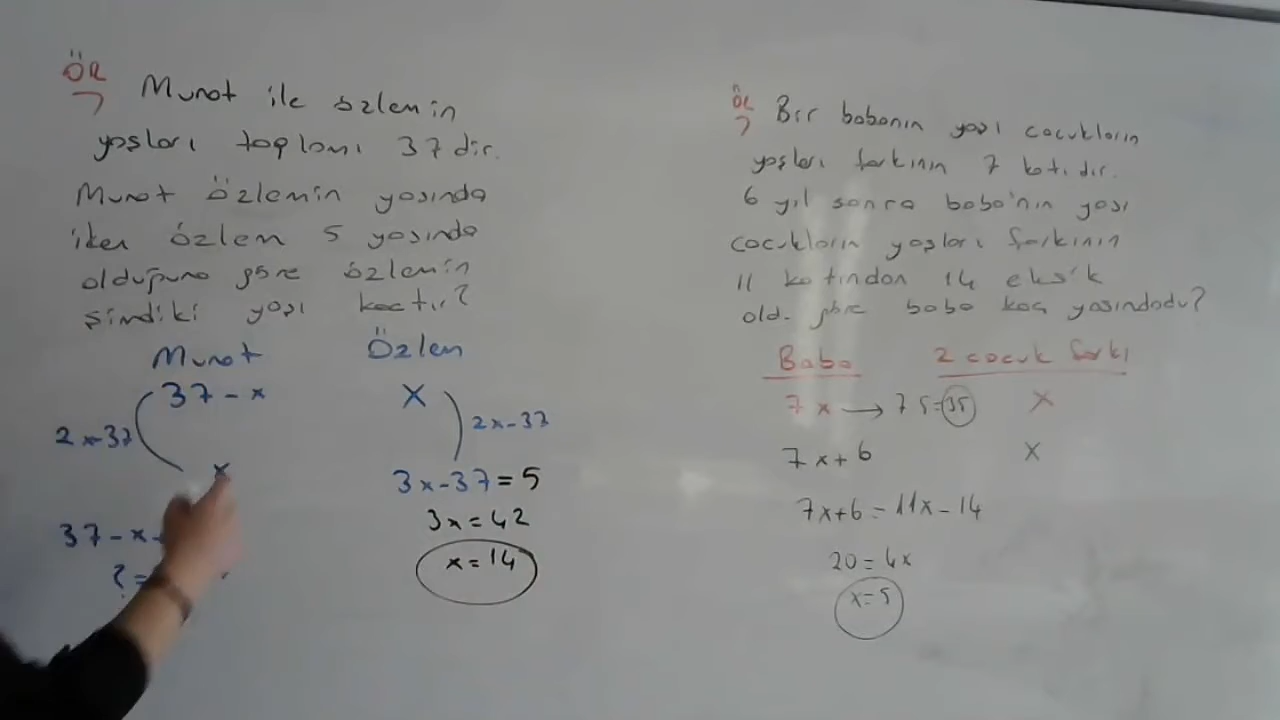 ÖR
Murat ile özlemin
yaşları toplamı 37 dir.
Murat Özlemin yaşında
iken özlem 5 yaşında
olduğuna göre özlemin
şimdiki yaşı kaçtır?
Murat Özlem
37-x x
2x-37 2x-37
x 3x-37=5
3x=42
37-x+
?=
x=14
ÖR
Bir babanın yaşı çocukların
yaşları farkının 7 katıdır.
6 yıl sonra baba'nın yaşı
çocukların yaşları farkının
11 katından 14 eksik
old. göre baba kaç yaşındadır?
Baba 2 çocuk farkı
7x → 7 5=35 x
7x+6 x
7x+6=11x-14
20=4x
x=5